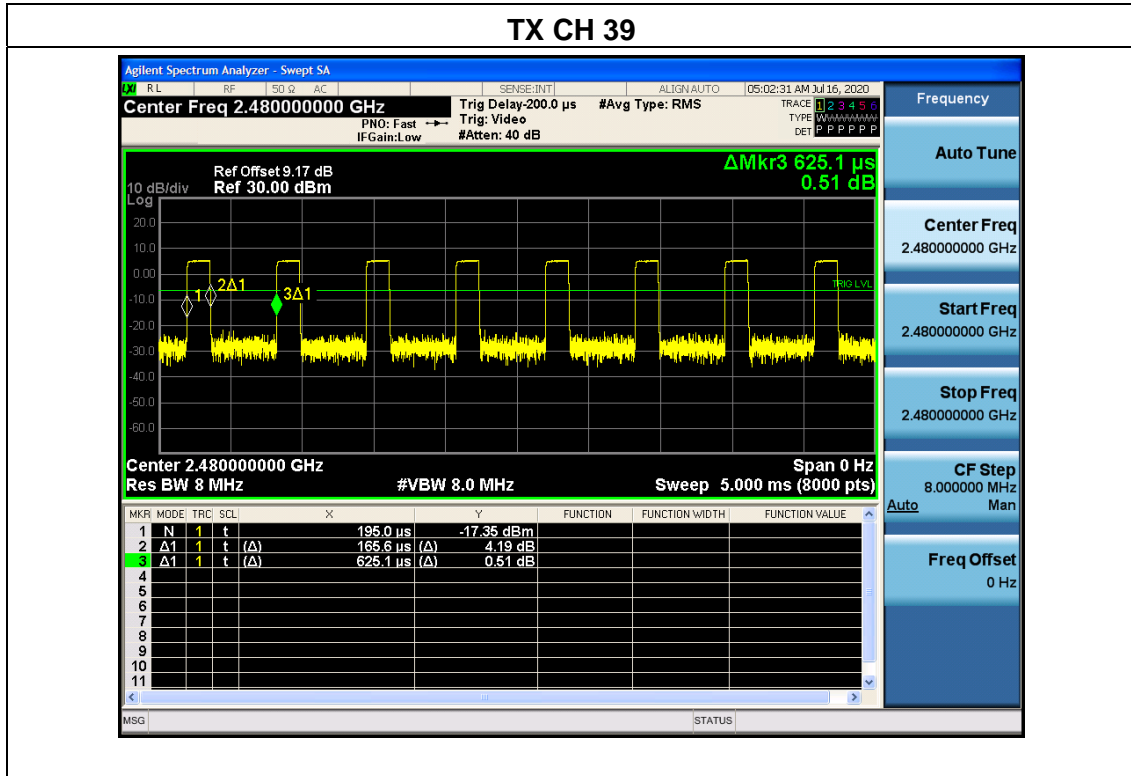 TX CH 39
Agilent Spectrum Analyzer - Swept SA
LXI RL RF 50 Ω AC SENSE:INT ALIGN AUTO 05:02:31 AM Jul 16, 2020
Center Freq 2.480000000 GHz
PNO: Fast
IFGain:Low
Trig Delay-200.0 µs
Trig: Video
#Atten: 40 dB
#Avg Type: RMS
TRACE 1 2 3 4 5 6
TYPE
DET P P P P P P
ΔMkr3 625.1 µs
0.51 dB
Ref Offset 9.17 dB
10 dB/div Ref 30.00 dBm
Log
20.0
10.0
0.00
-10.0
-20.0
-30.0
-40.0
-50.0
-60.0
1
2Δ1
3Δ1
TRIG LVL
Center 2.480000000 GHz Span 0 Hz
Res BW 8 MHz #VBW 8.0 MHz Sweep 5.000 ms (8000 pts)
MKR MODE TRC SCL X Y FUNCTION FUNCTION WIDTH FUNCTION VALUE
1 N 1 t 195.0 µs -17.35 dBm
2 Δ1 1 t (Δ) 165.6 µs (Δ) 4.19 dB
3 Δ1 1 t (Δ) 625.1 µs (Δ) 0.51 dB
4
5
6
7
8
9
10
11
MSG STATUS
Frequency
Auto Tune
Center Freq
2.480000000 GHz
Start Freq
2.480000000 GHz
Stop Freq
2.480000000 GHz
CF Step
8.000000 MHz
Auto Man
Freq Offset
0 Hz